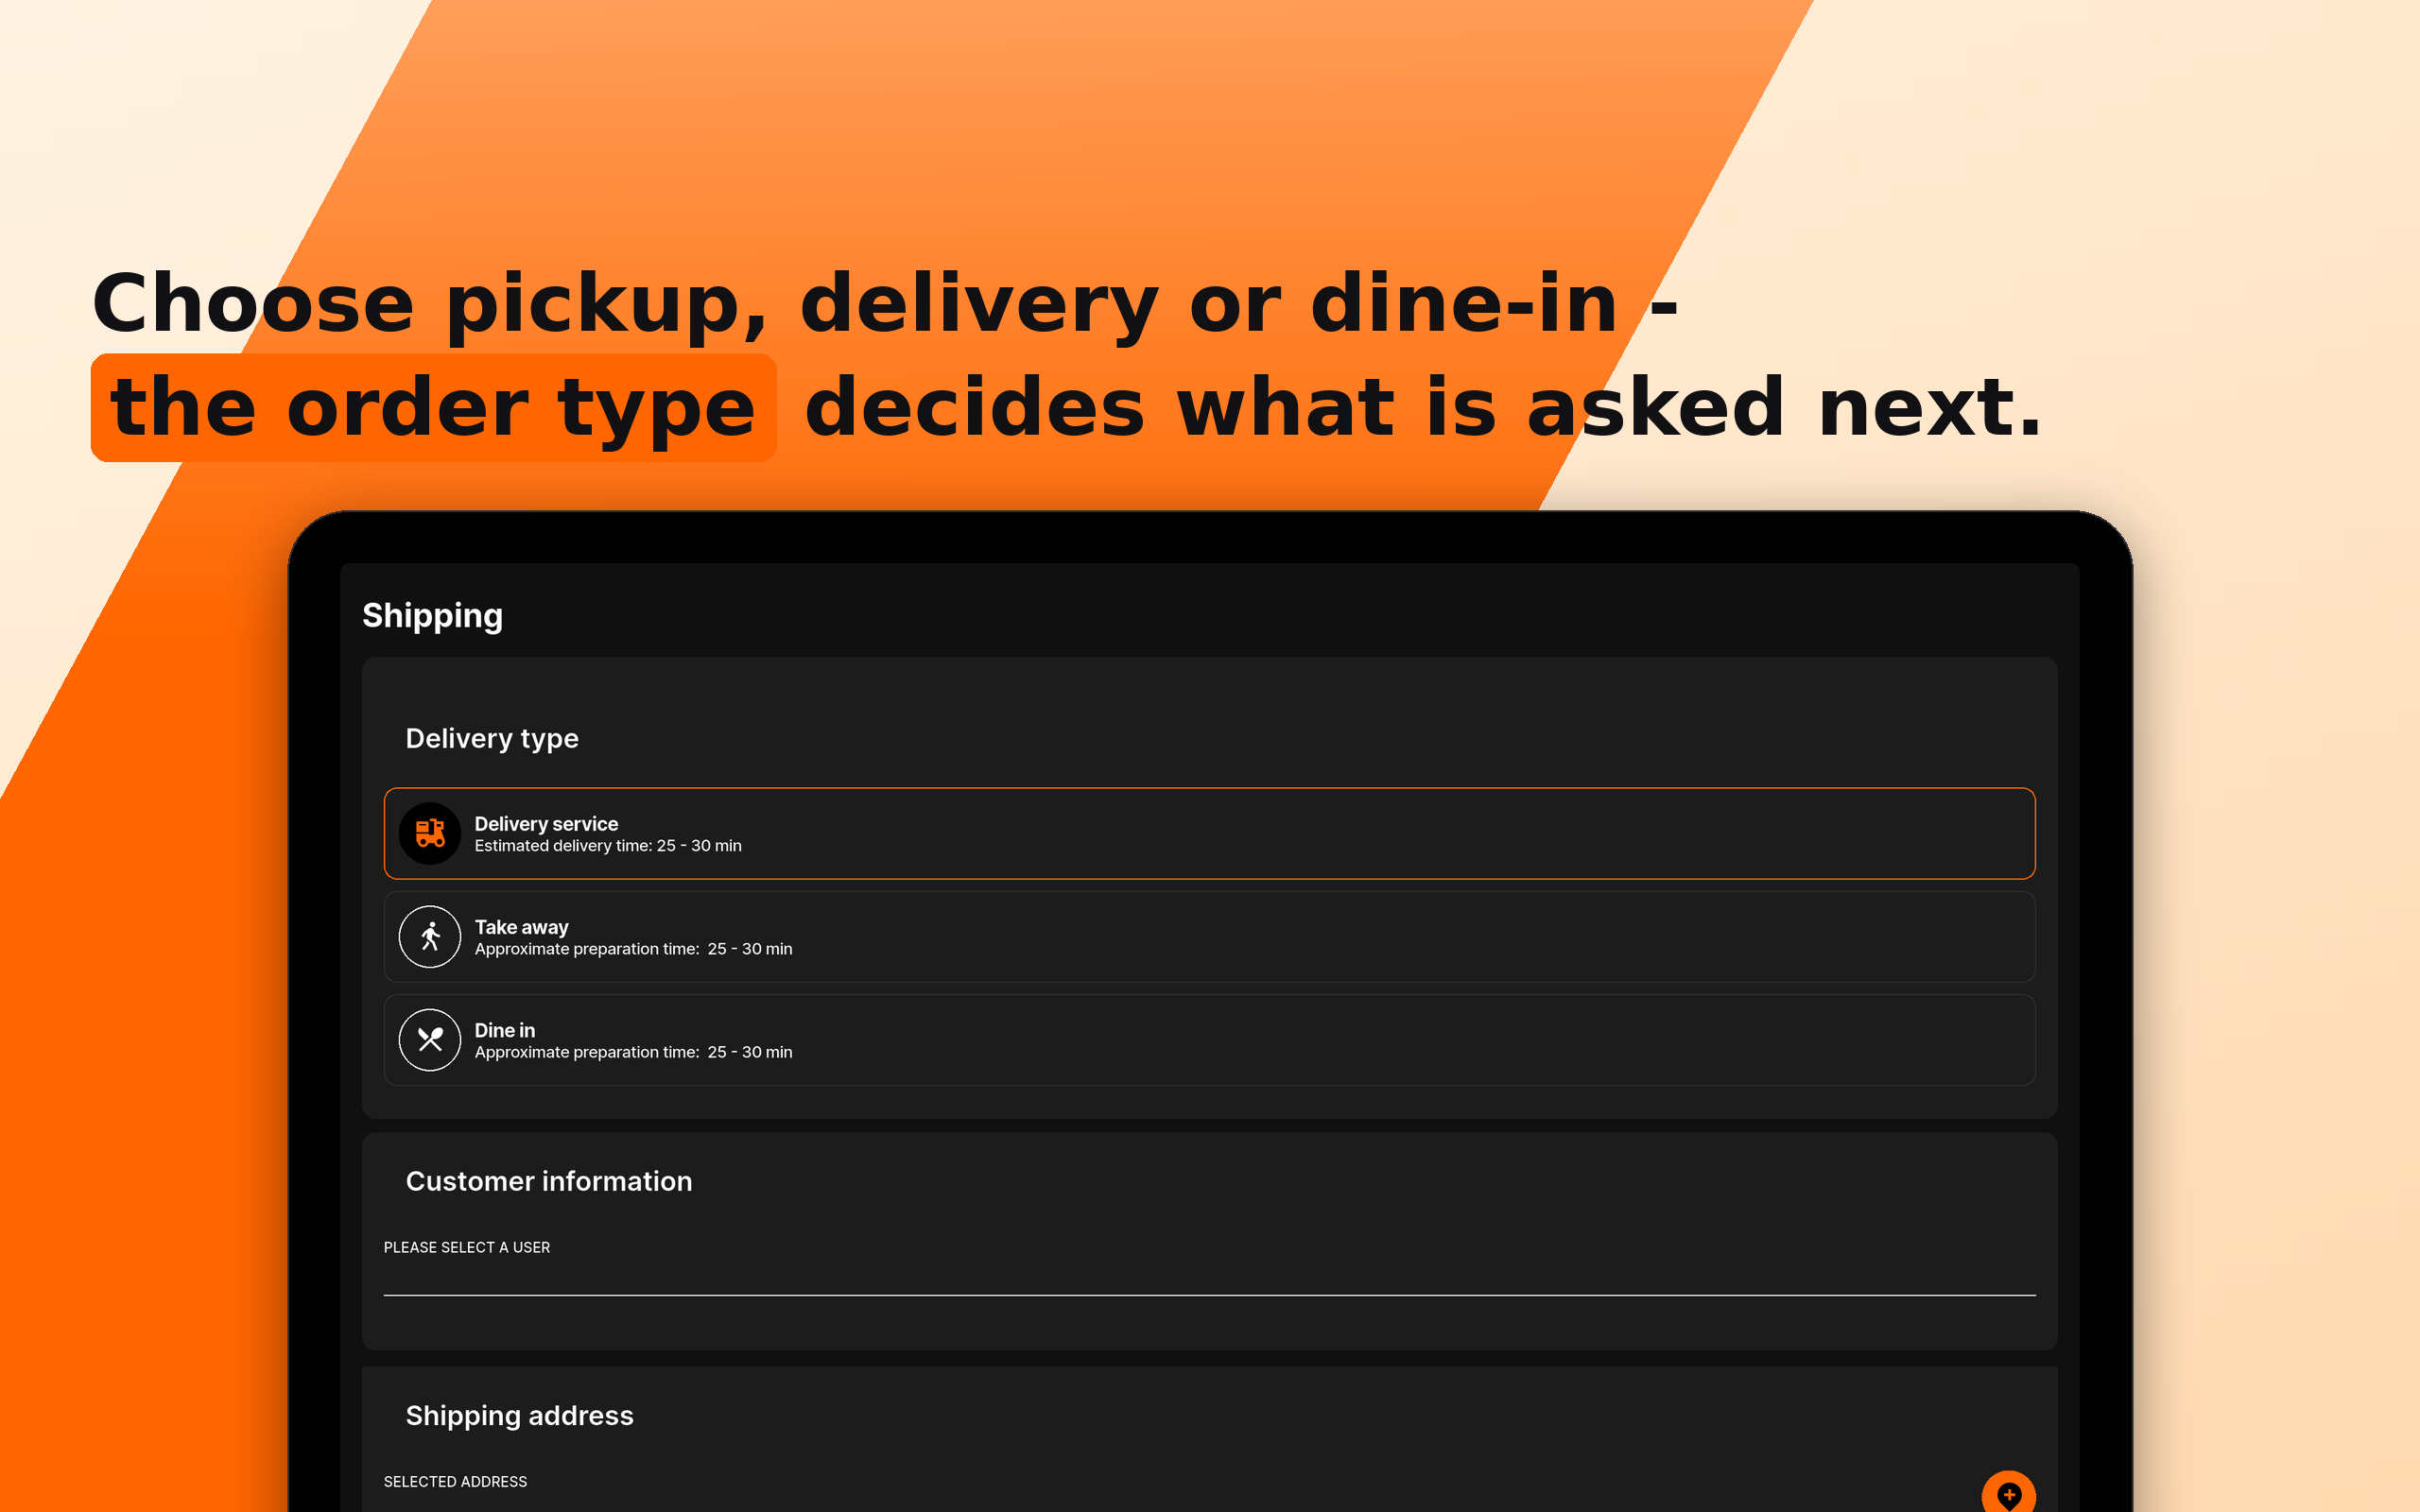 Choose pickup, delivery or dine-in -
the order type decides what is asked next.
Shipping
Delivery type
Delivery service
Estimated delivery time: 25 - 30 min
Take away
Approximate preparation time:  25 - 30 min
Dine in
Approximate preparation time:  25 - 30 min
Customer information
PLEASE SELECT A USER
Shipping address
SELECTED ADDRESS